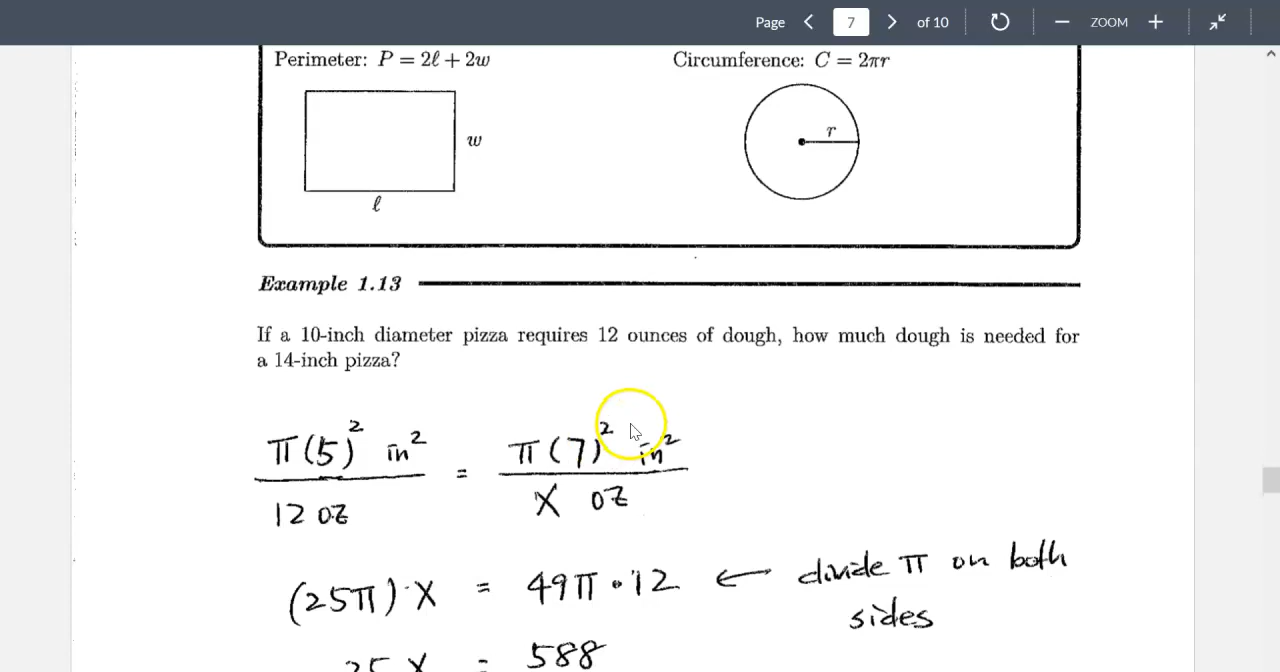 Page 7 of 10 ZOOM
Perimeter: P = 2ℓ + 2w
Circumference: C = 2πr
w
r
ℓ
Example 1.13
If a 10-inch diameter pizza requires 12 ounces of dough, how much dough is needed for
a 14-inch pizza?
π(5)² in² = π(7)² in²
12 oz X oz
(25π)·X = 49π·12 ← divide π on both
sides
25 X = 588